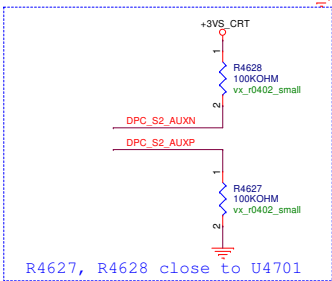 +3VS_CRT
1
R4628
100KOHM
vx_r0402_small
2
DPC_S2_AUXN
DPC_S2_AUXP
1
R4627
100KOHM
vx_r0402_small
2
R4627, R4628 close to U4701